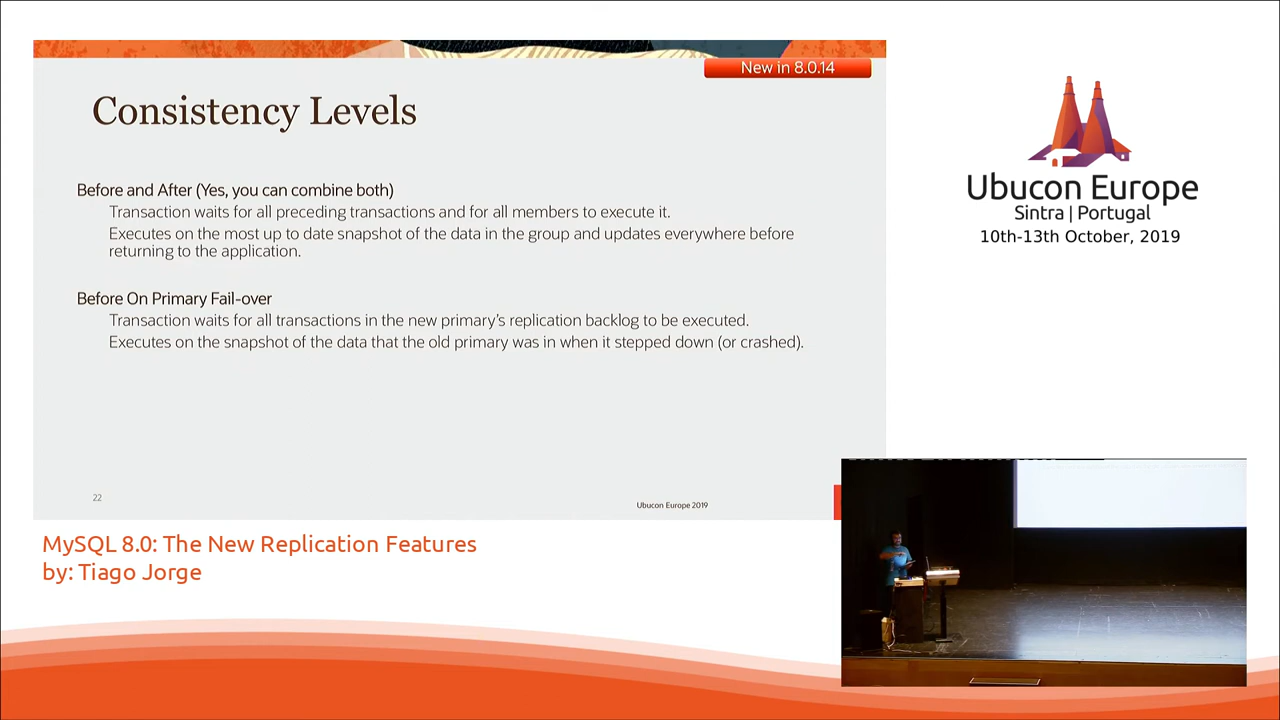 New in 8.0.14
Consistency Levels
Before and After (Yes, you can combine both)
Transaction waits for all preceding transactions and for all members to execute it.
Executes on the most up to date snapshot of the data in the group and updates everywhere before
returning to the application.
Before On Primary Fail-over
Transaction waits for all transactions in the new primary's replication backlog to be executed.
Executes on the snapshot of the data that the old primary was in when it stepped down (or crashed).
22
Ubucon Europe 2019
Ubucon Europe
Sintra | Portugal
10th-13th October, 2019
MySQL 8.0: The New Replication Features
by: Tiago Jorge